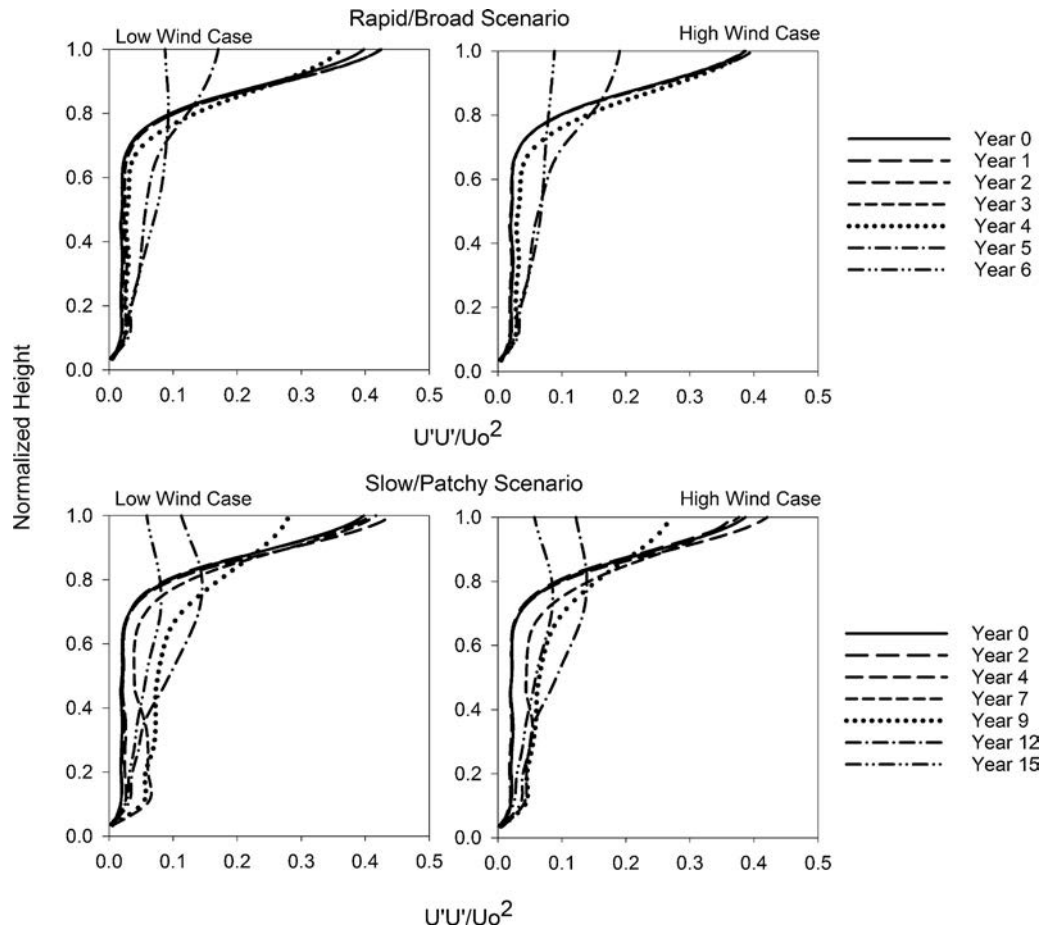 Rapid/Broad Scenario
Low Wind Case
High Wind Case
1.0
0.8
0.6
0.4
0.2
0.0
0.0 0.1 0.2 0.3 0.4 0.5
1.0
0.8
0.6
0.4
0.2
0.0
0.0 0.1 0.2 0.3 0.4 0.5
U'U'/Uo2
Year 0
Year 1
Year 2
Year 3
Year 4
Year 5
Year 6
Normalized Height
Slow/Patchy Scenario
Low Wind Case
High Wind Case
1.0
0.8
0.6
0.4
0.2
0.0
0.0 0.1 0.2 0.3 0.4 0.5
1.0
0.8
0.6
0.4
0.2
0.0
0.0 0.1 0.2 0.3 0.4 0.5
U'U'/Uo2
Year 0
Year 2
Year 4
Year 7
Year 9
Year 12
Year 15